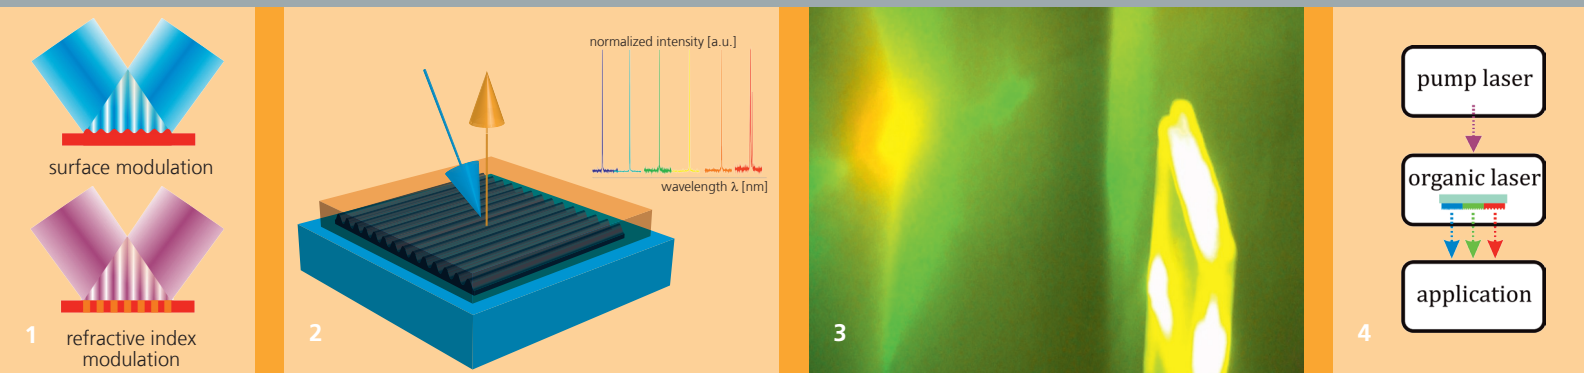 surface modulation
refractive index
modulation
1
normalized intensity [a.u.]
wavelength λ [nm]
2
3
pump laser
organic laser
application
4